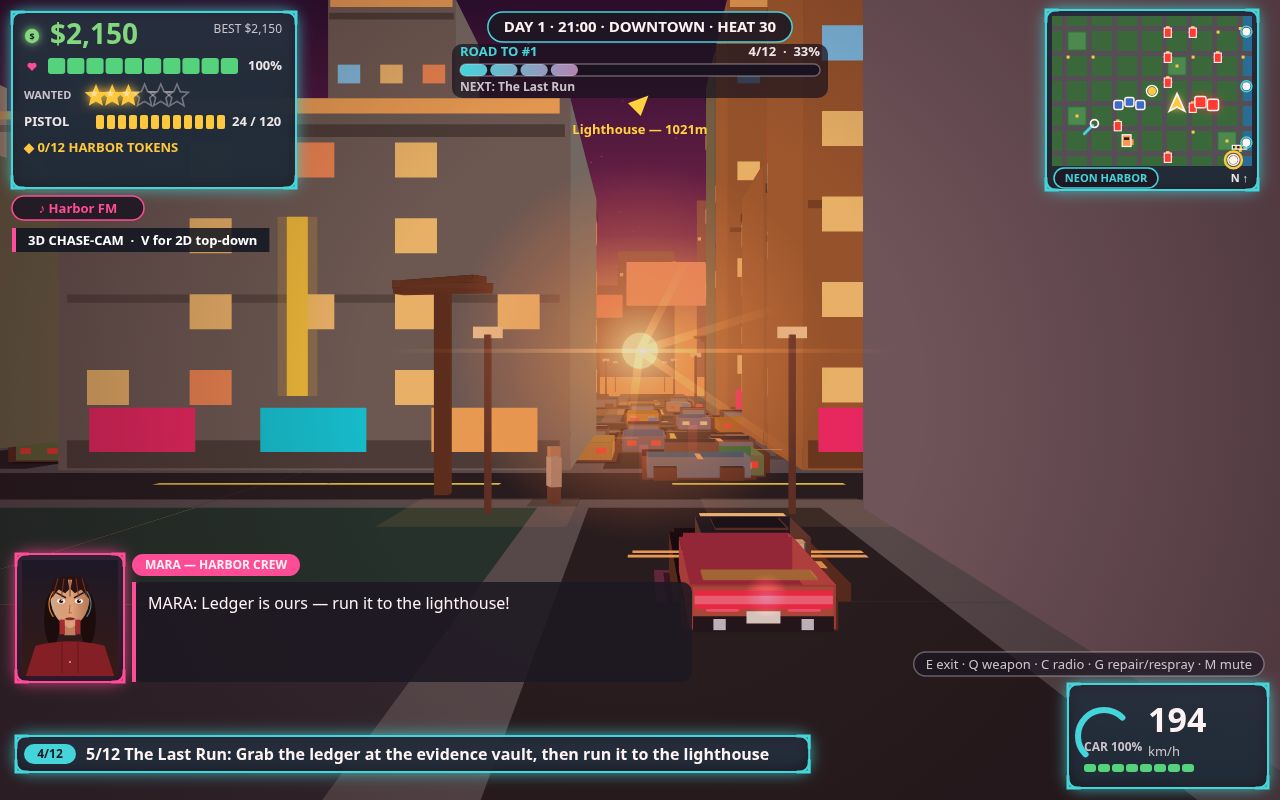 $ $2,150 BEST $2,150
100%
WANTED
PISTOL 24 / 120
◆ 0/12 HARBOR TOKENS
♪ Harbor FM
3D CHASE-CAM · V for 2D top-down
DAY 1 · 21:00 · DOWNTOWN · HEAT 30
ROAD TO #1 4/12 · 33%
NEXT: The Last Run
Lighthouse — 1021m
NEON HARBOR N ↑
MARA — HARBOR CREW
MARA: Ledger is ours — run it to the lighthouse!
E exit · Q weapon · C radio · G repair/respray · M mute
194
CAR 100% km/h
4/12 5/12 The Last Run: Grab the ledger at the evidence vault, then run it to the lighthouse